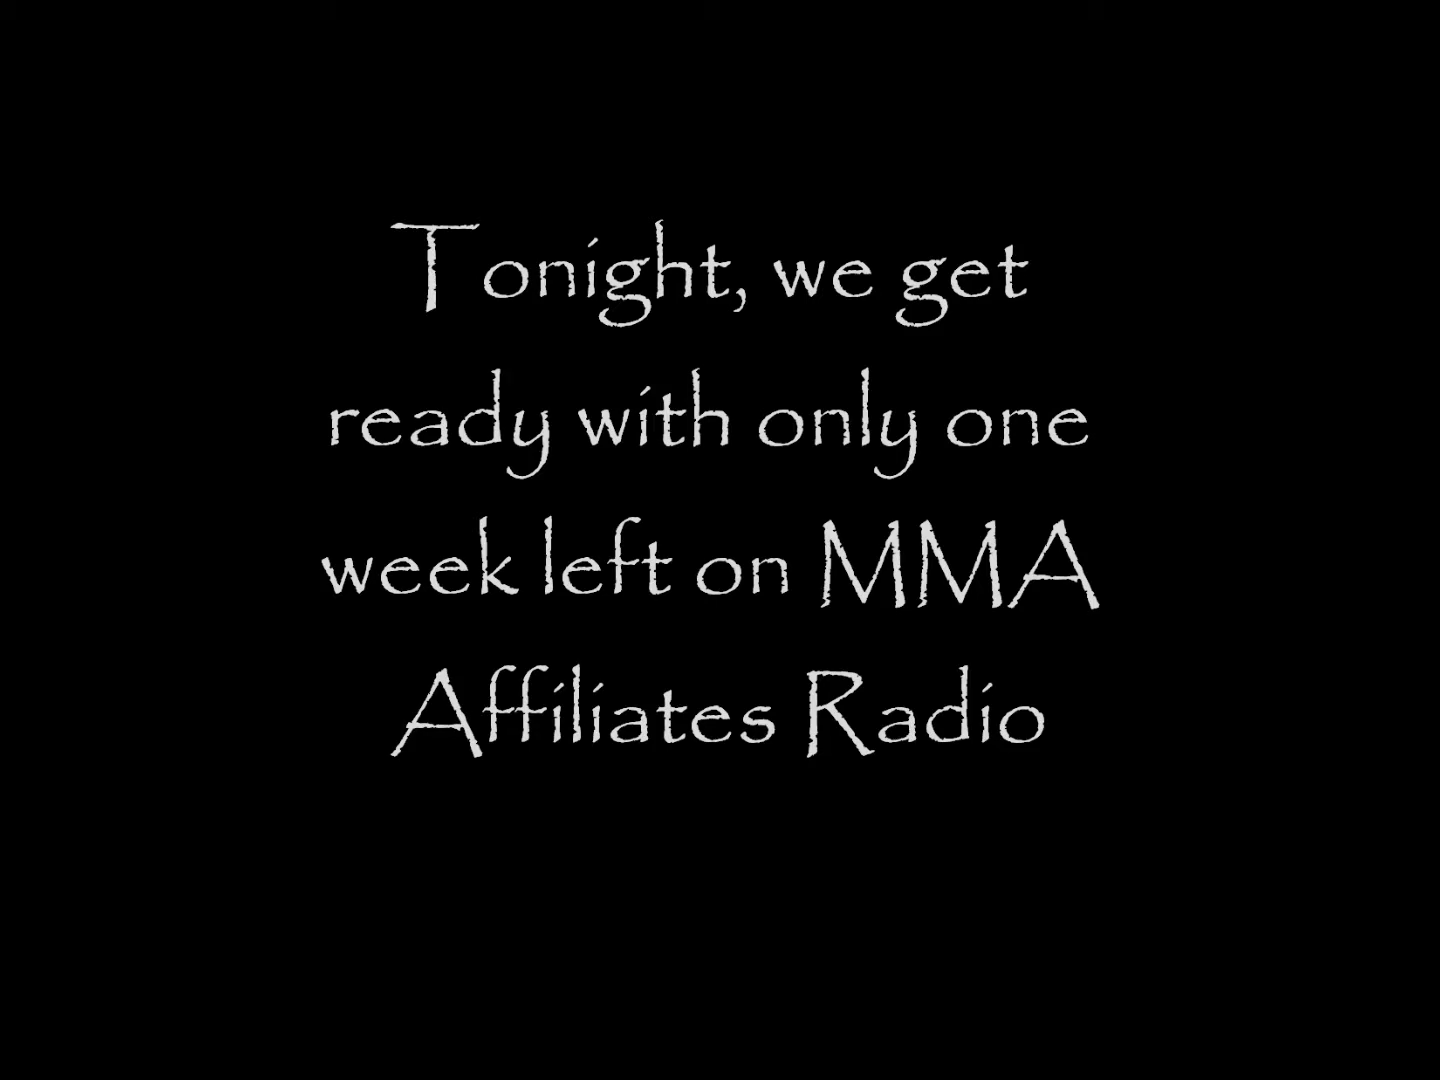 Tonight, we get
ready with only one
week left on MMA
Affiliates Radio